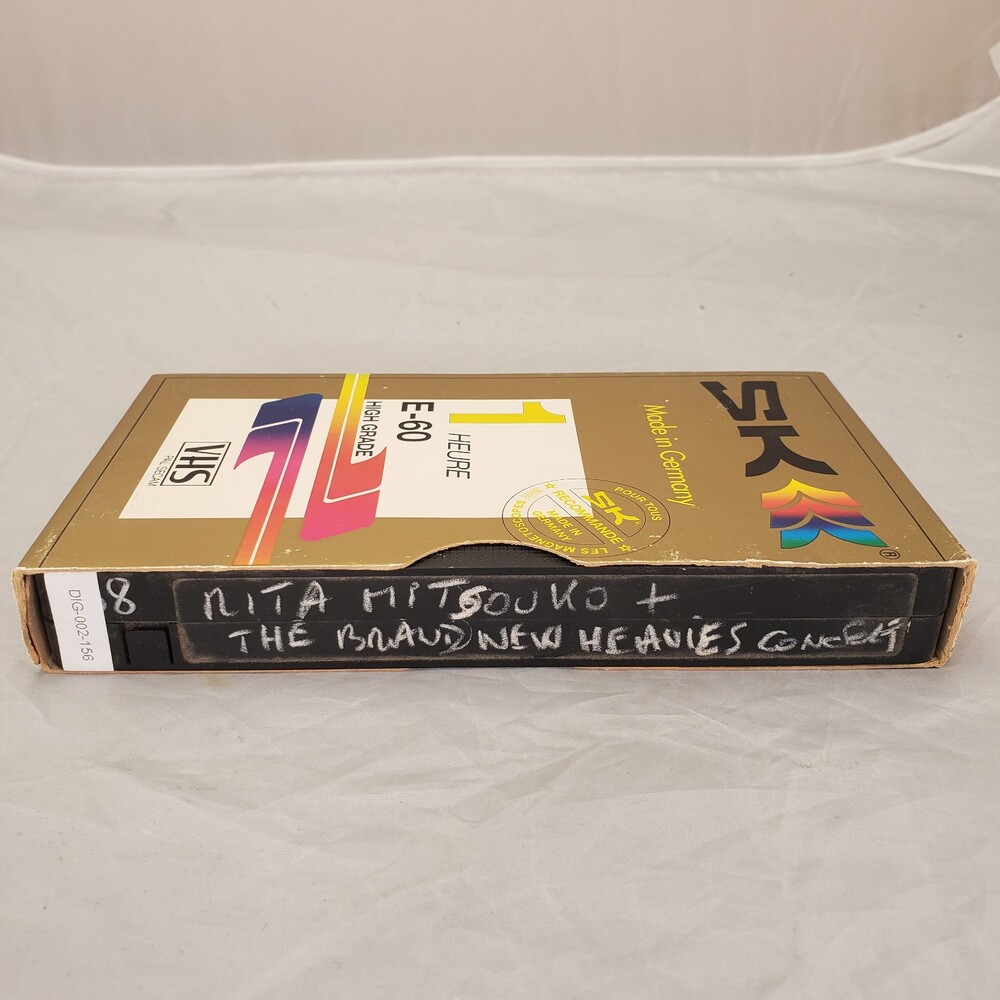 SK
®
Made in Germany
1
HEURE
E-60
HIGH GRADE
VHS
PAL SECAM
POUR TOUS
LES MAGNETOSCOPES VHS
RECOMMANDE
SK
MADE IN
GERMANY
8
DIG-002-156
RITA MITSOUKO +
THE BRAND NEW HEAVIES CONCERT